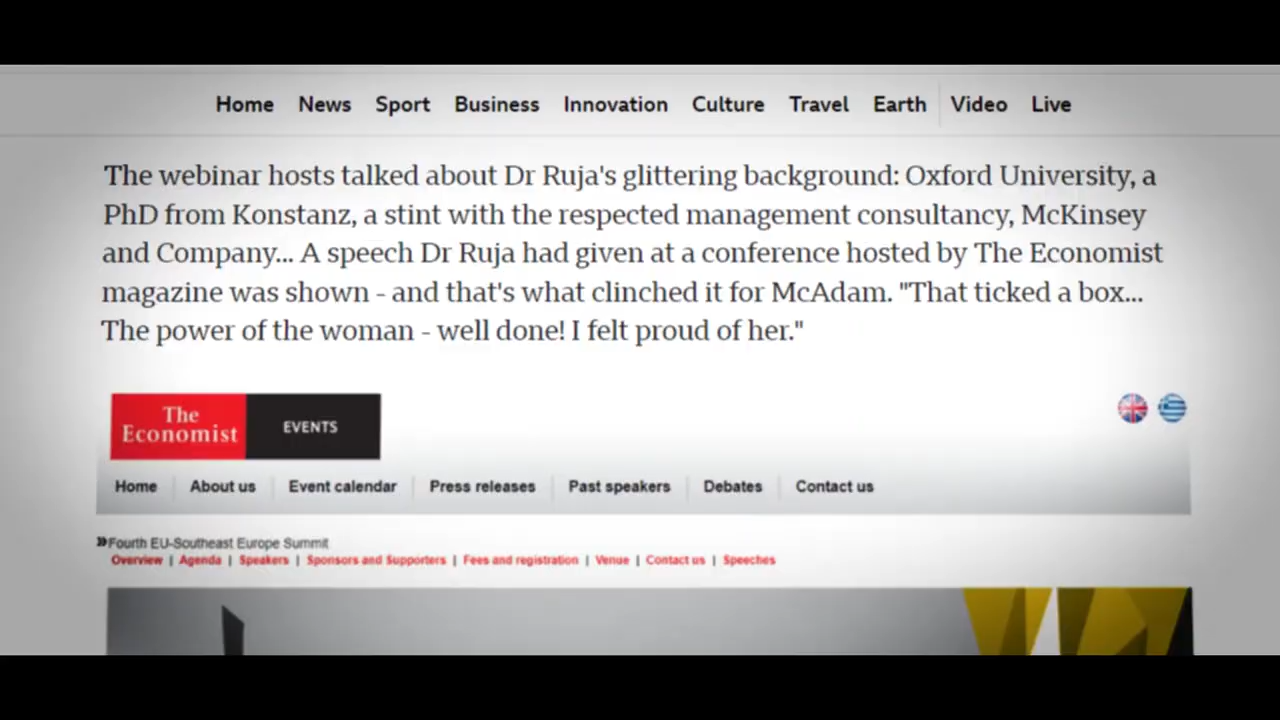 Home News Sport Business Innovation Culture Travel Earth Video Live
The webinar hosts talked about Dr Ruja's glittering background: Oxford University, a
PhD from Konstanz, a stint with the respected management consultancy, McKinsey
and Company... A speech Dr Ruja had given at a conference hosted by The Economist
magazine was shown - and that's what clinched it for McAdam. "That ticked a box...
The power of the woman - well done! I felt proud of her."
The
Economist
EVENTS
Home About us Event calendar Press releases Past speakers Debates Contact us
»Fourth EU-Southeast Europe Summit
Overview | Agenda | Speakers | Sponsors and Supporters | Fees and registration | Venue | Contact us | Speeches